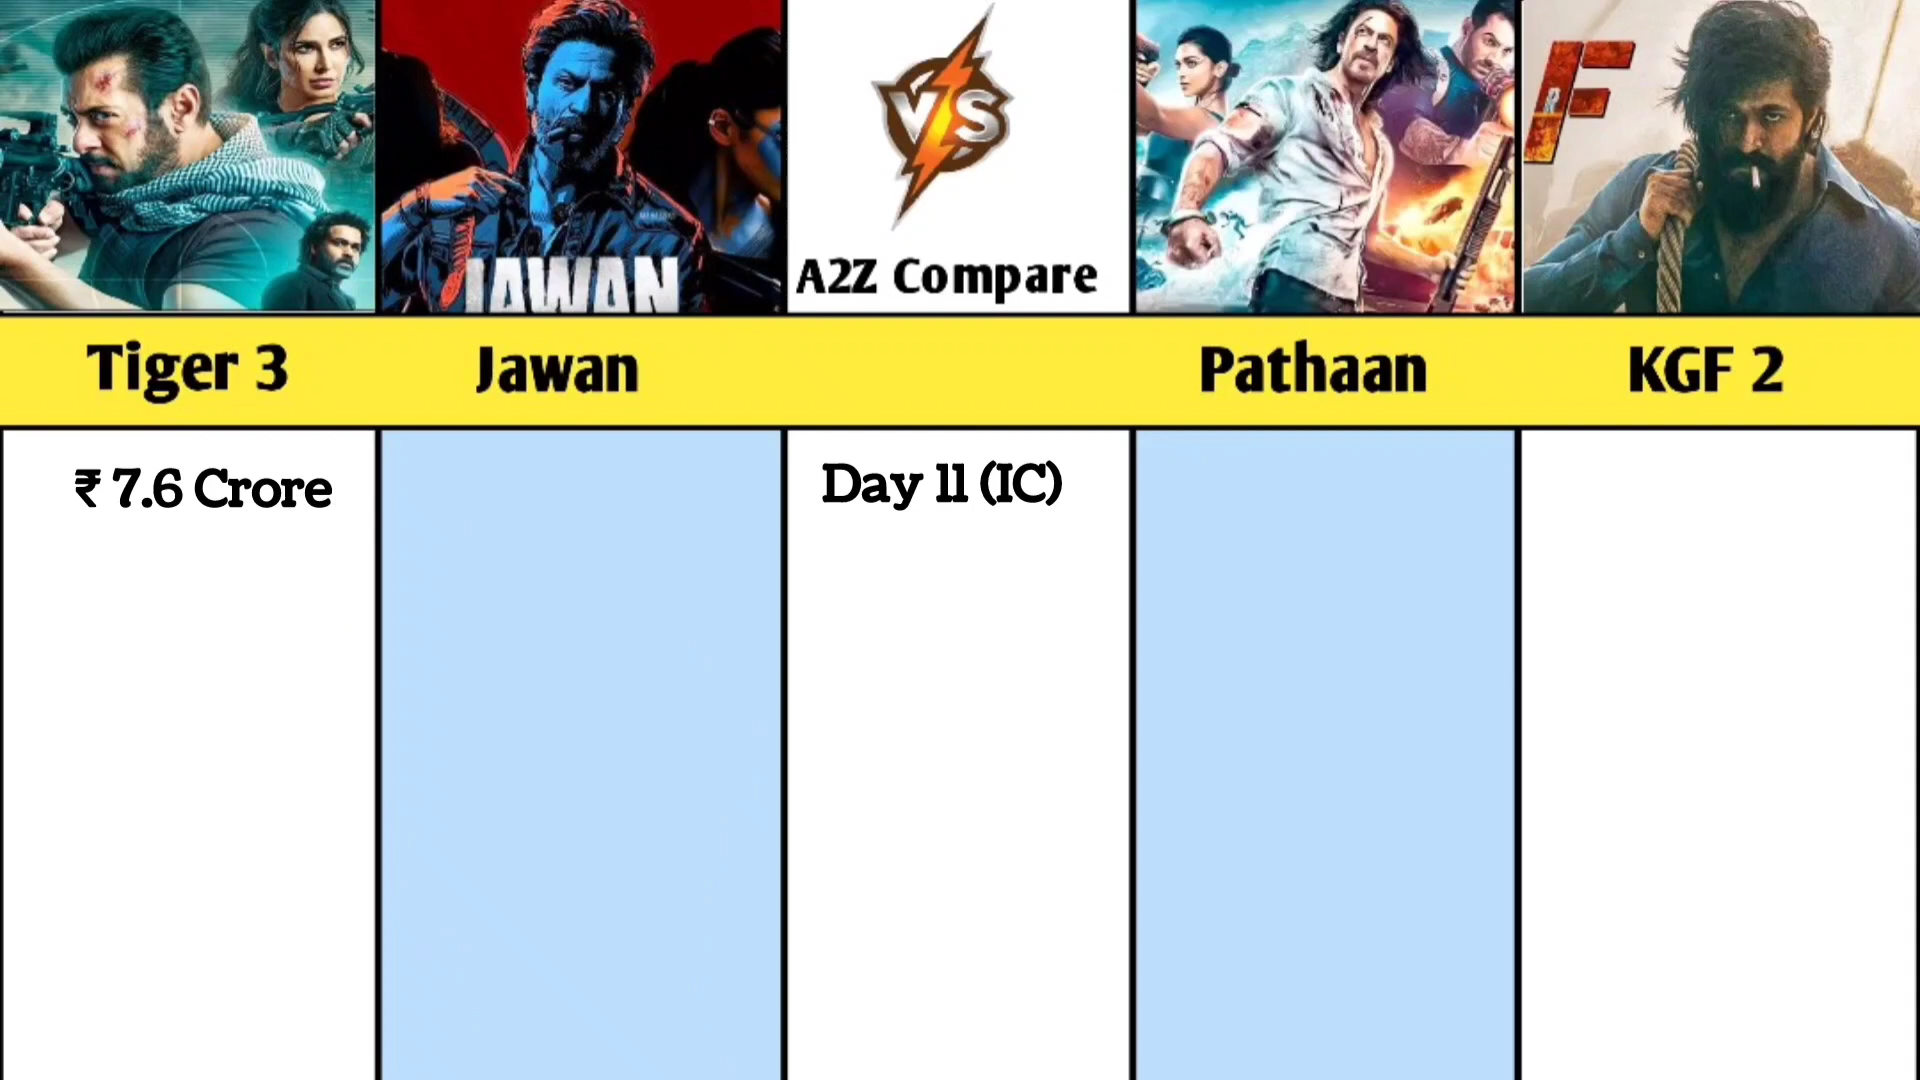 JAWAN
VS
A2Z Compare
F
Tiger 3
Jawan
Pathaan
KGF 2
₹ 7.6 Crore
Day 11 (IC)